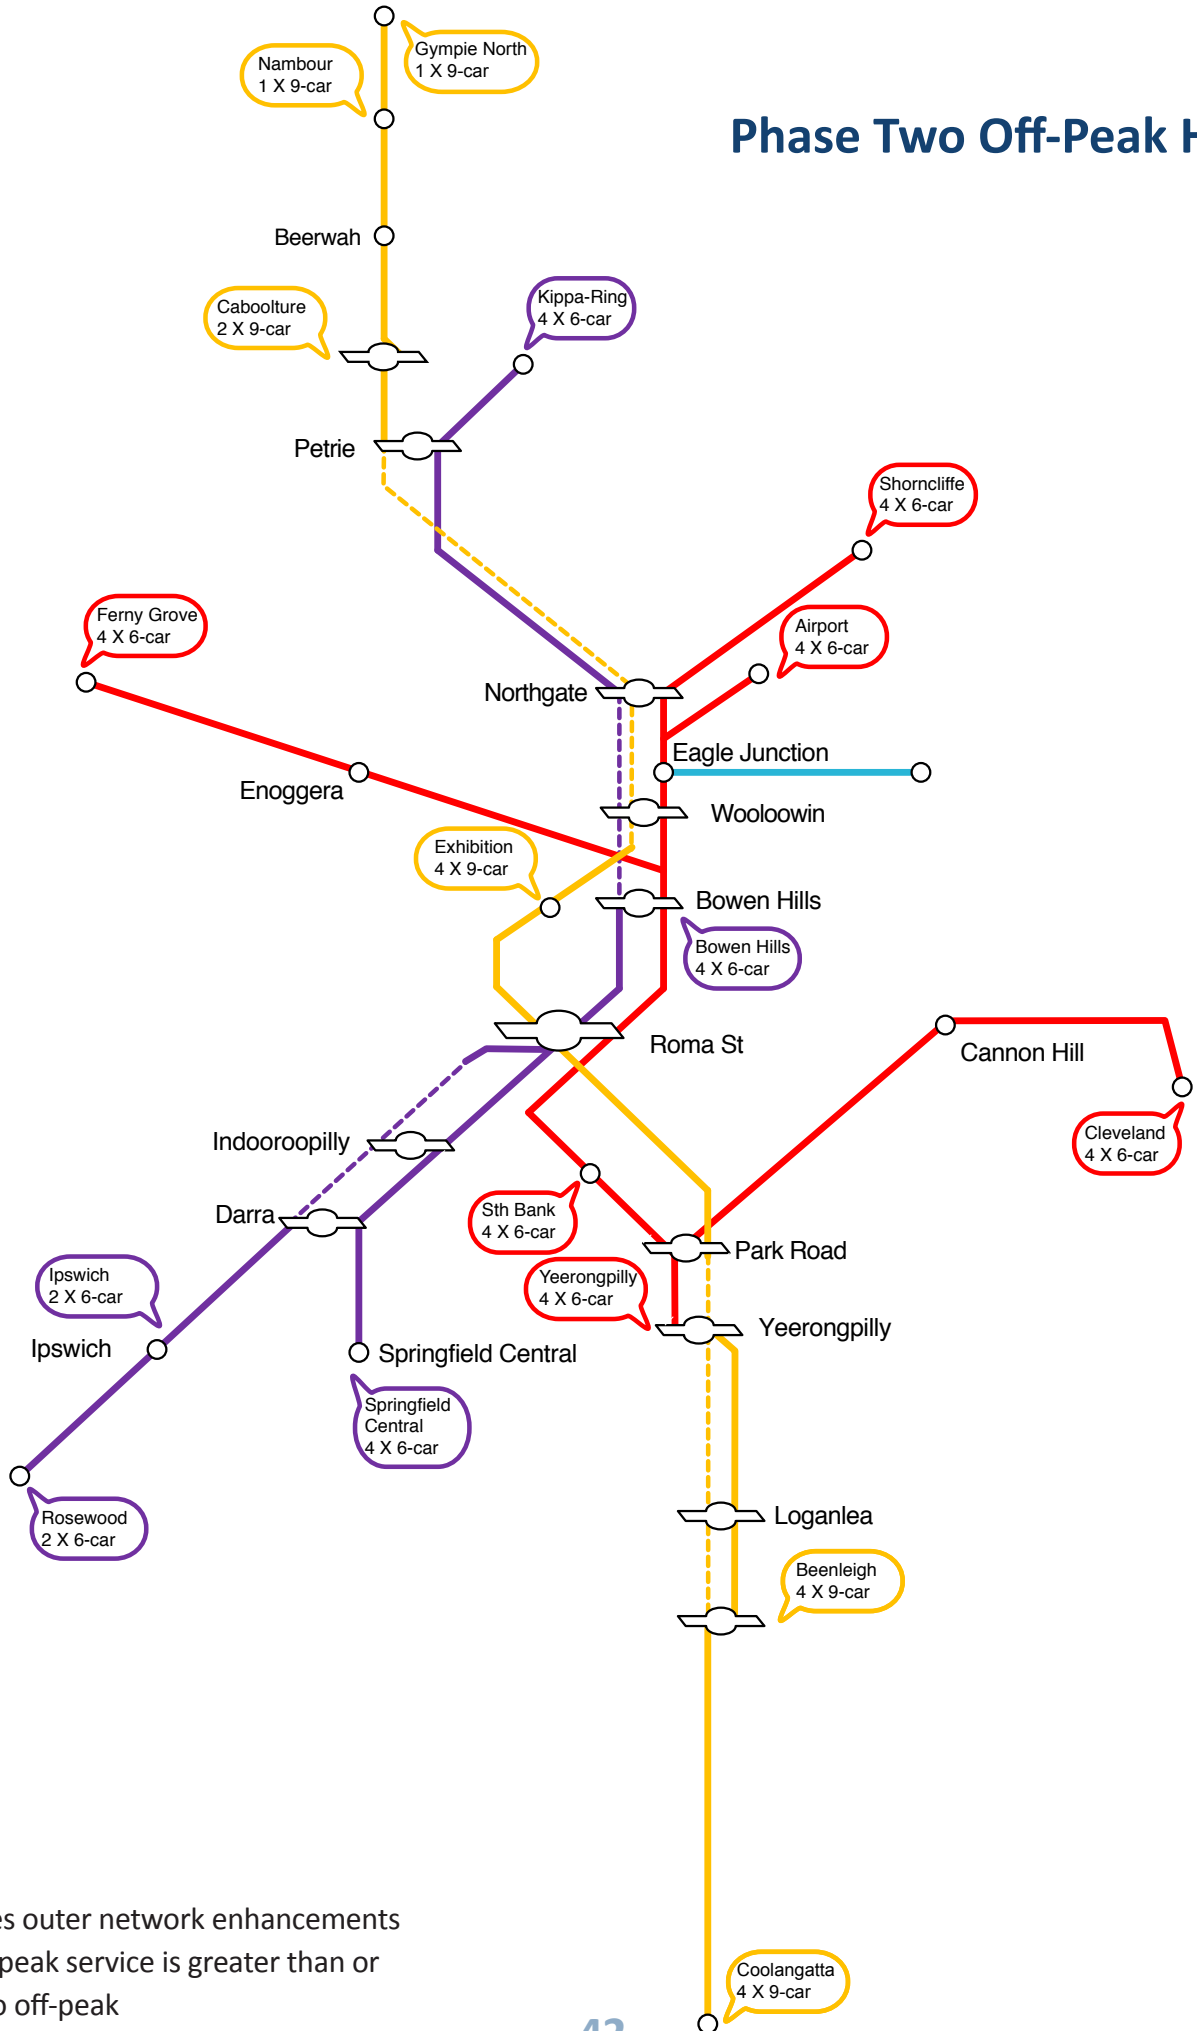 Gympie North
1 X 9-car
Nambour
1 X 9-car
Phase Two Off-Peak H
Beerwah
Caboolture
2 X 9-car
Kippa-Ring
4 X 6-car
Petrie
Shorncliffe
4 X 6-car
Ferny Grove
4 X 6-car
Airport
4 X 6-car
Northgate
Eagle Junction
Enoggera
Wooloowin
Exhibition
4 X 9-car
Bowen Hills
Bowen Hills
4 X 6-car
Roma St
Cannon Hill
Cleveland
4 X 6-car
Indooroopilly
Sth Bank
4 X 6-car
Darra
Park Road
Ipswich
2 X 6-car
Yeerongpilly
4 X 6-car
Yeerongpilly
Ipswich
Springfield Central
Springfield
Central
4 X 6-car
Rosewood
2 X 6-car
Loganlea
Beenleigh
4 X 9-car
es outer network enhancements
peak service is greater than or
o off-peak
Coolangatta
4 X 9-car
42